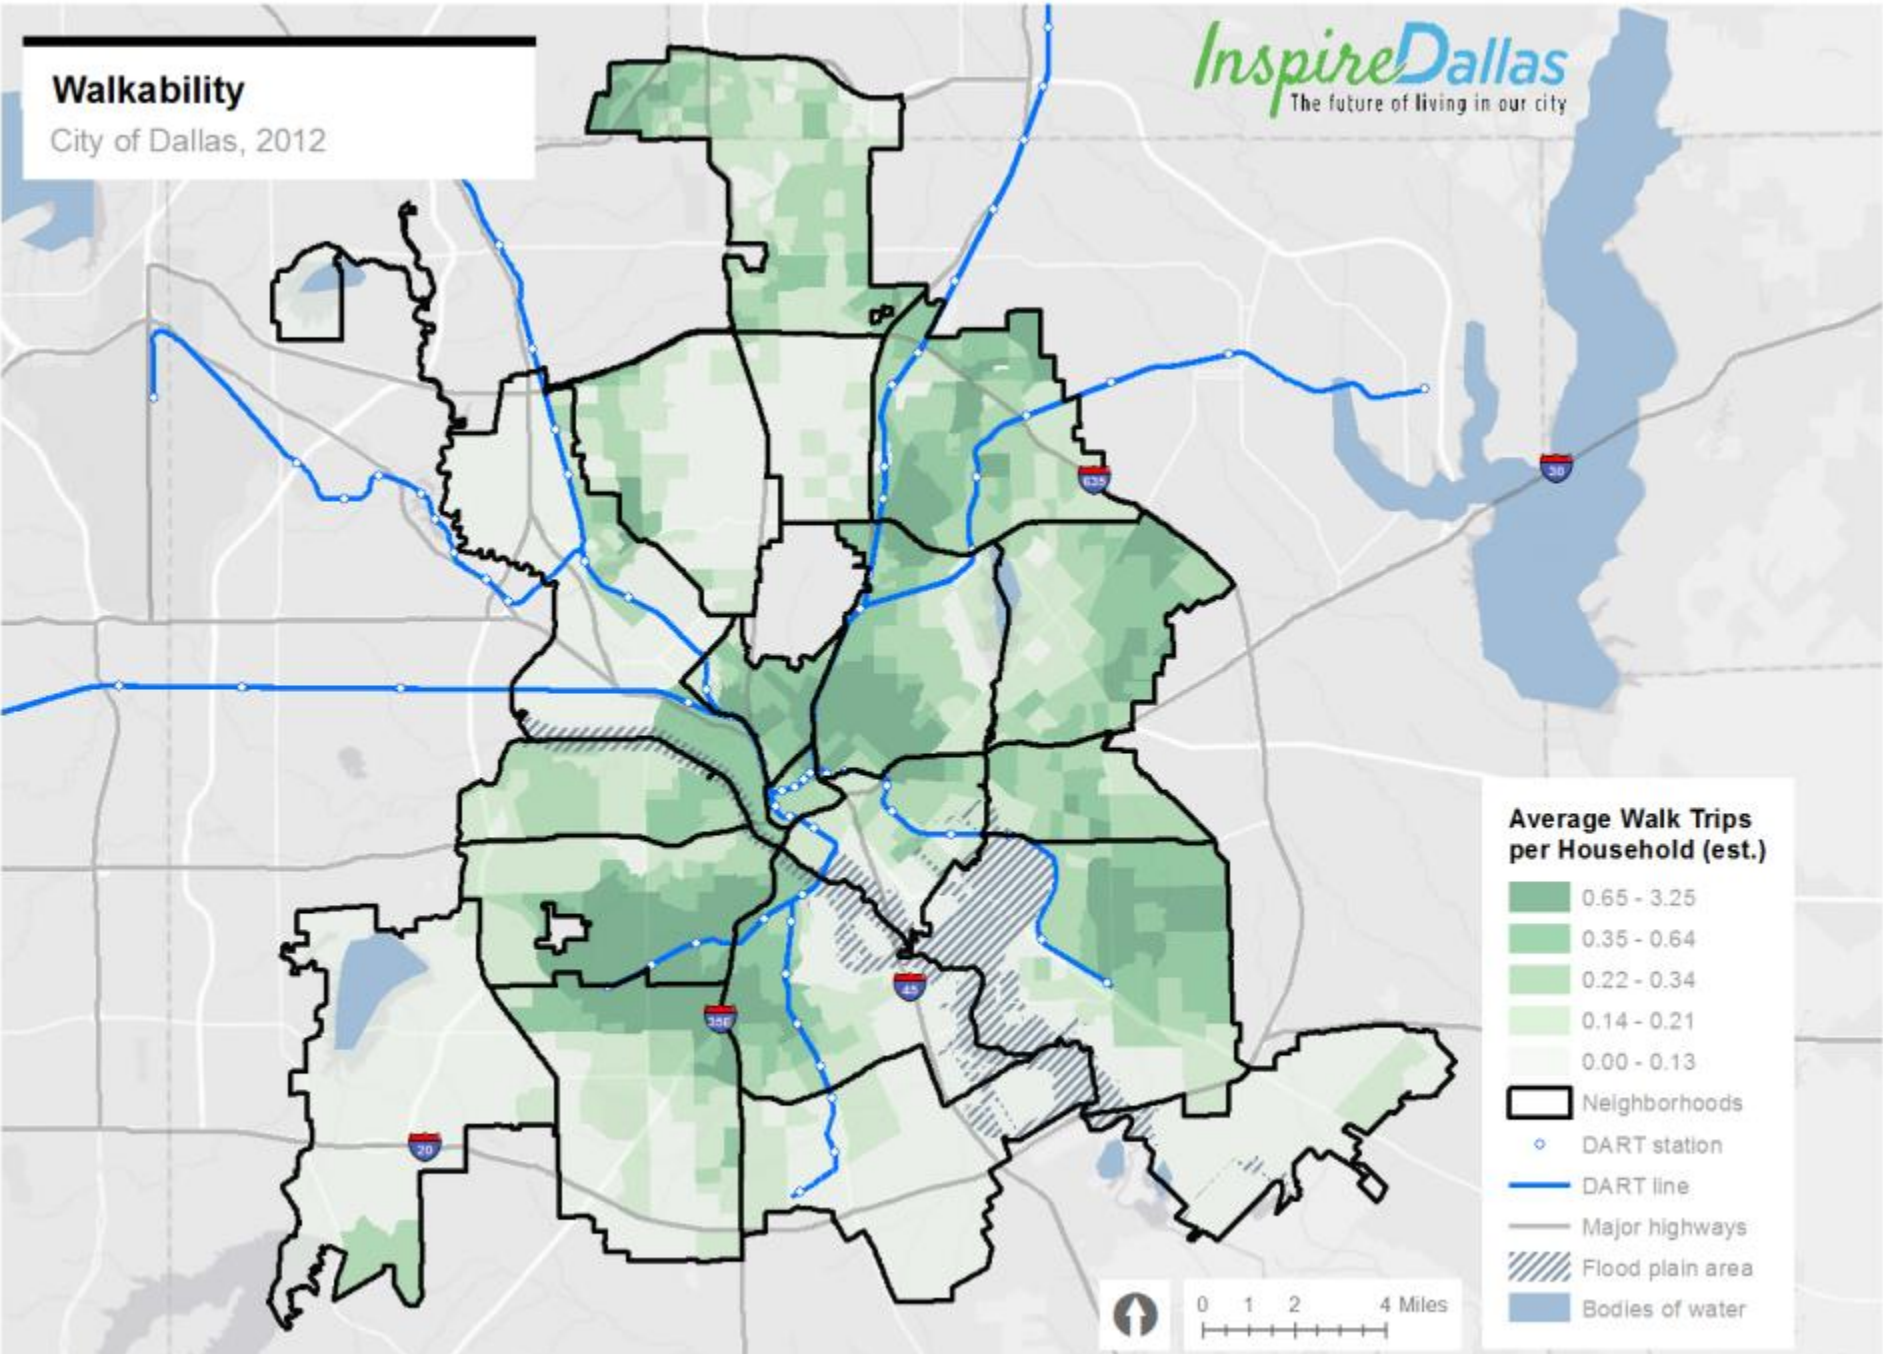 Walkability
City of Dallas, 2012
InspireDallas
The future of living in our city
635
30
45
35E
20
Average Walk Trips
per Household (est.)
0.65 - 3.25
0.35 - 0.64
0.22 - 0.34
0.14 - 0.21
0.00 - 0.13
Neighborhoods
DART station
DART line
Major highways
Flood plain area
Bodies of water
0 1 2 4 Miles